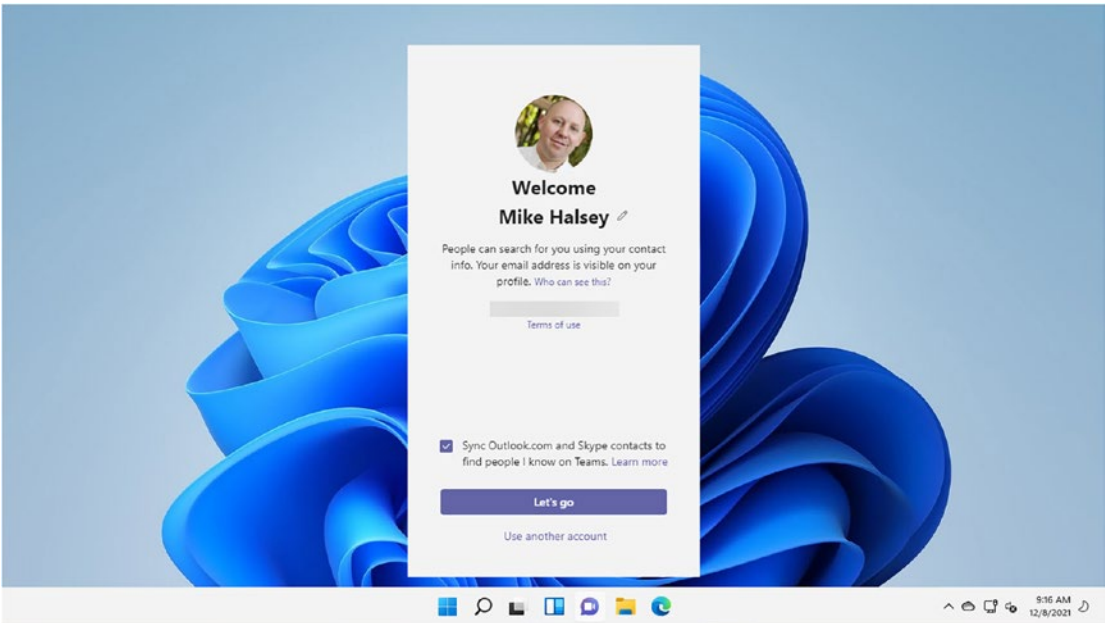 Welcome
Mike Halsey
People can search for you using your contact
info. Your email address is visible on your
profile. Who can see this?
Terms of use
Sync Outlook.com and Skype contacts to
find people I know on Teams. Learn more
Let's go
Use another account
9:16 AM
12/8/2021